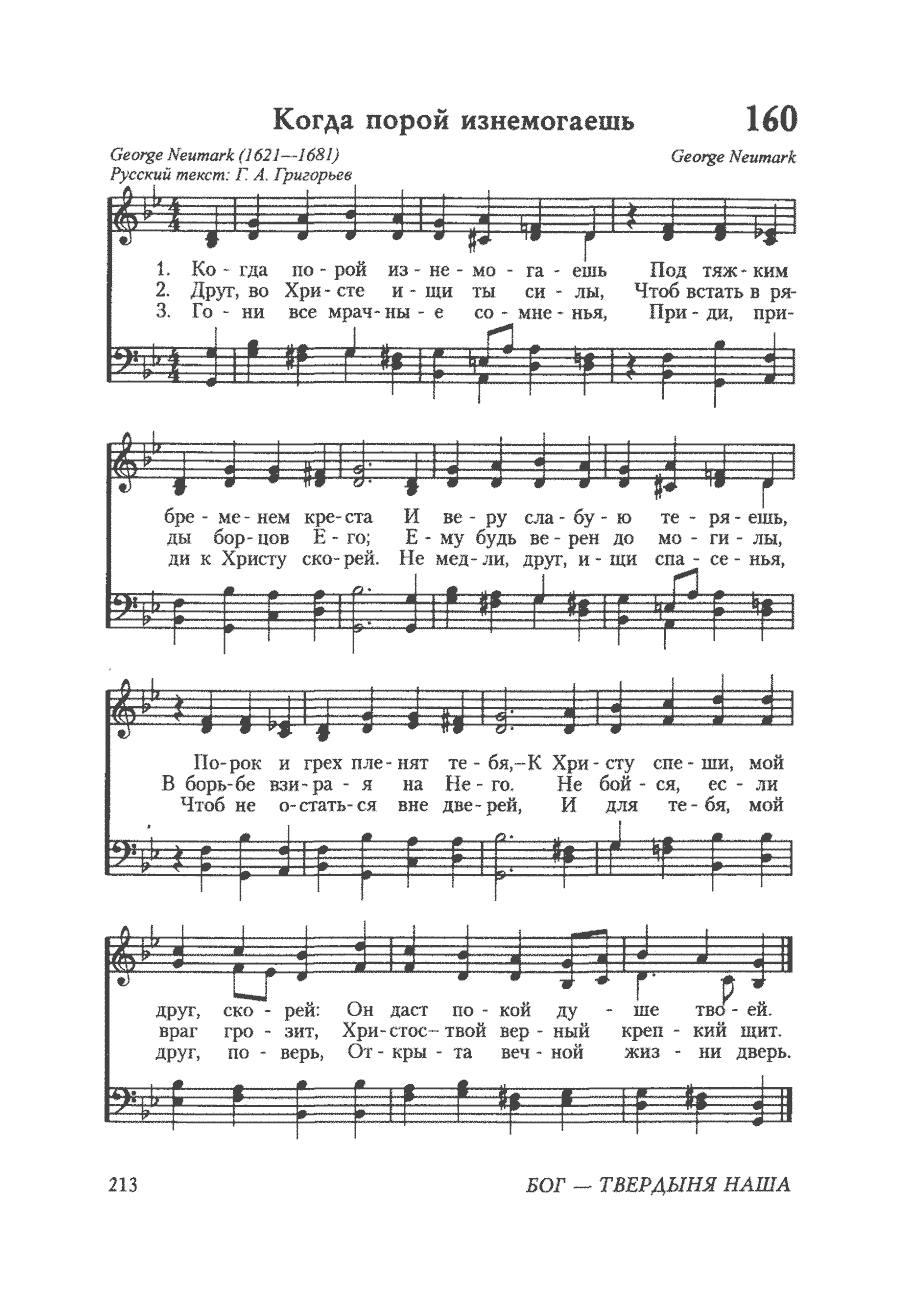 Когда порой изнемогаешь 160
George Neumark (1621—1681) George Neumark
Русский текст: Г. А. Григорьев
1. Ко - гда по - рой из - не - мо - га - ешь Под тяж - ким
2. Друг, во Хри - сте и - щи ты си - лы, Чтоб встать в ря-
3. Го - ни все мрач - ны - е со - мне - нья, При - ди, при-
бре - ме - нем кре-ста И ве - ру сла - бу - ю те - ря - ешь,
ды бор-цов Е - го; Е - му будь ве - рен до мо - ги - лы,
ди к Христу ско-рей. Не мед-ли, друг, и - щи спа - се - нья,
По-рок и грех пле-нят те - бя,–К Хри - сту спе - ши, мой
В борь-бе взи-ра - я на Не - го. Не бой - ся, ес - ли
Чтоб не о-стать-ся вне две-рей, И для те - бя, мой
друг, ско - рей: Он даст по - кой ду - ше тво - ей.
враг гро - зит, Хри-стос– твой вер - ный креп - кий щит.
друг, по - верь, От - кры - та веч - ной жиз - ни дверь.
213 БОГ — ТВЕРДЫНЯ НАША